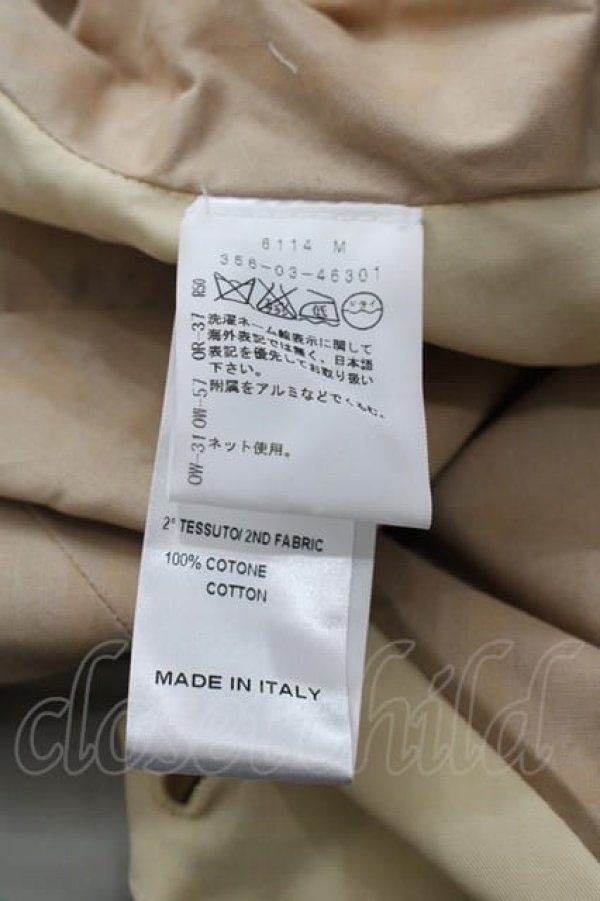 6114 M
356-03-46301
ドライ
洗濯ネーム絵表示に関して
海外表記では無く、日本語
表記を優先してお取り扱い
下さい。
附属をアルミなどでくるむ。
ネット使用。
OW-31 OW-57 OR-37 RSO
2° TESSUTO/ 2ND FABRIC
100% COTONE
COTTON
MADE IN ITALY
closet child